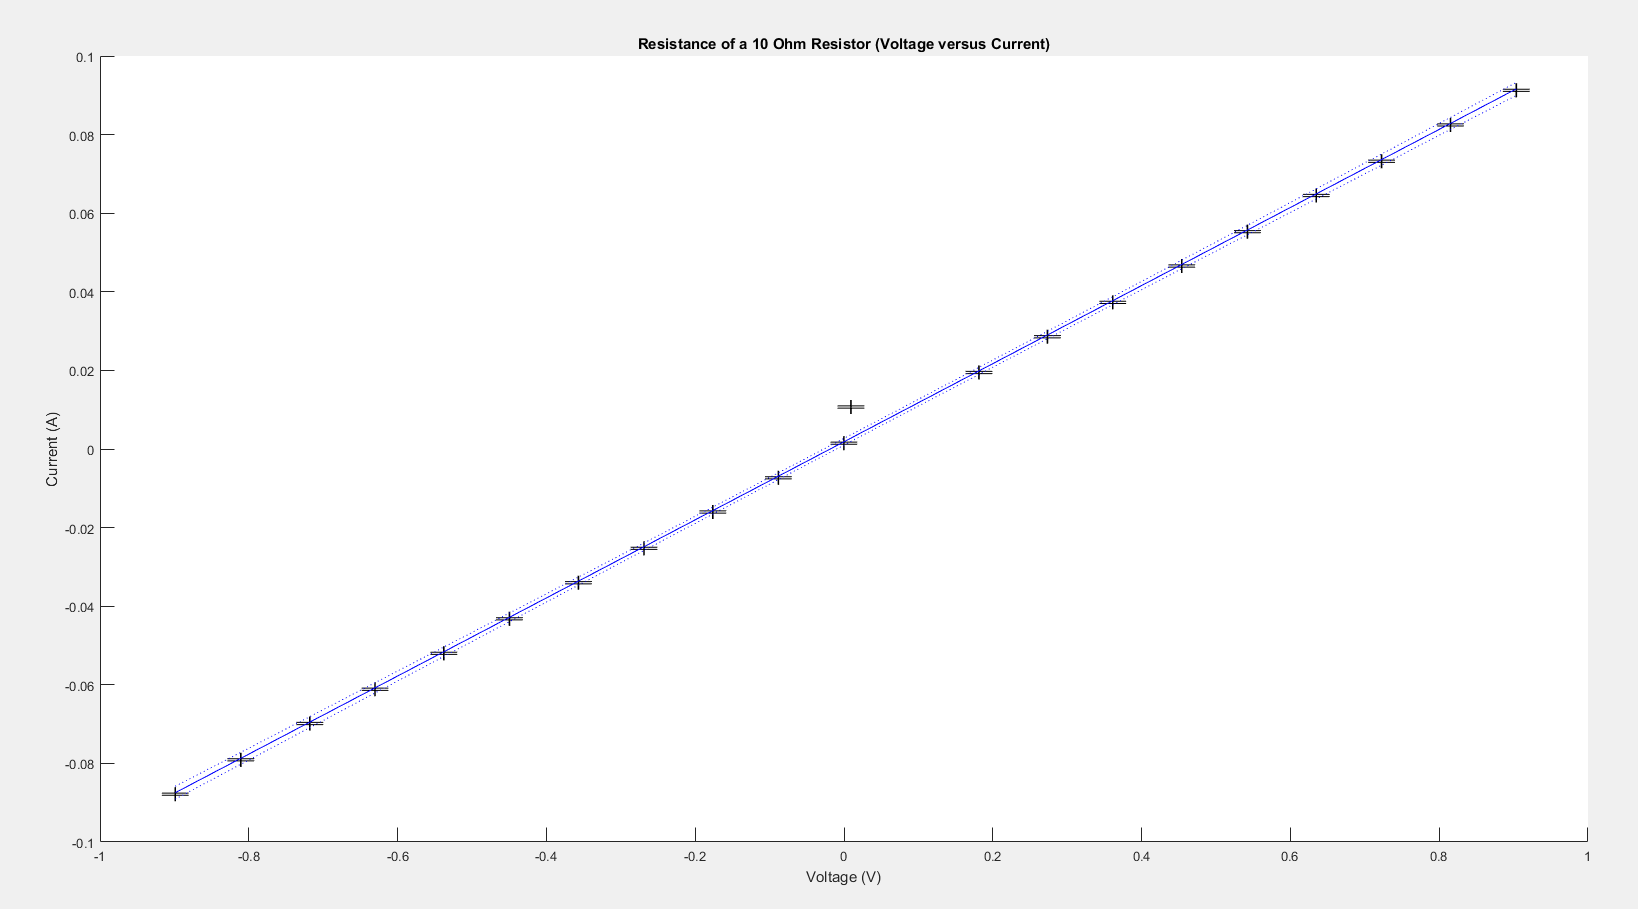 Resistance of a 10 Ohm Resistor (Voltage versus Current)
0.1
0.08
0.06
0.04
0.02
0
-0.02
-0.04
-0.06
-0.08
-0.1
Current (A)
-1 -0.8 -0.6 -0.4 -0.2 0 0.2 0.4 0.6 0.8 1
Voltage (V)